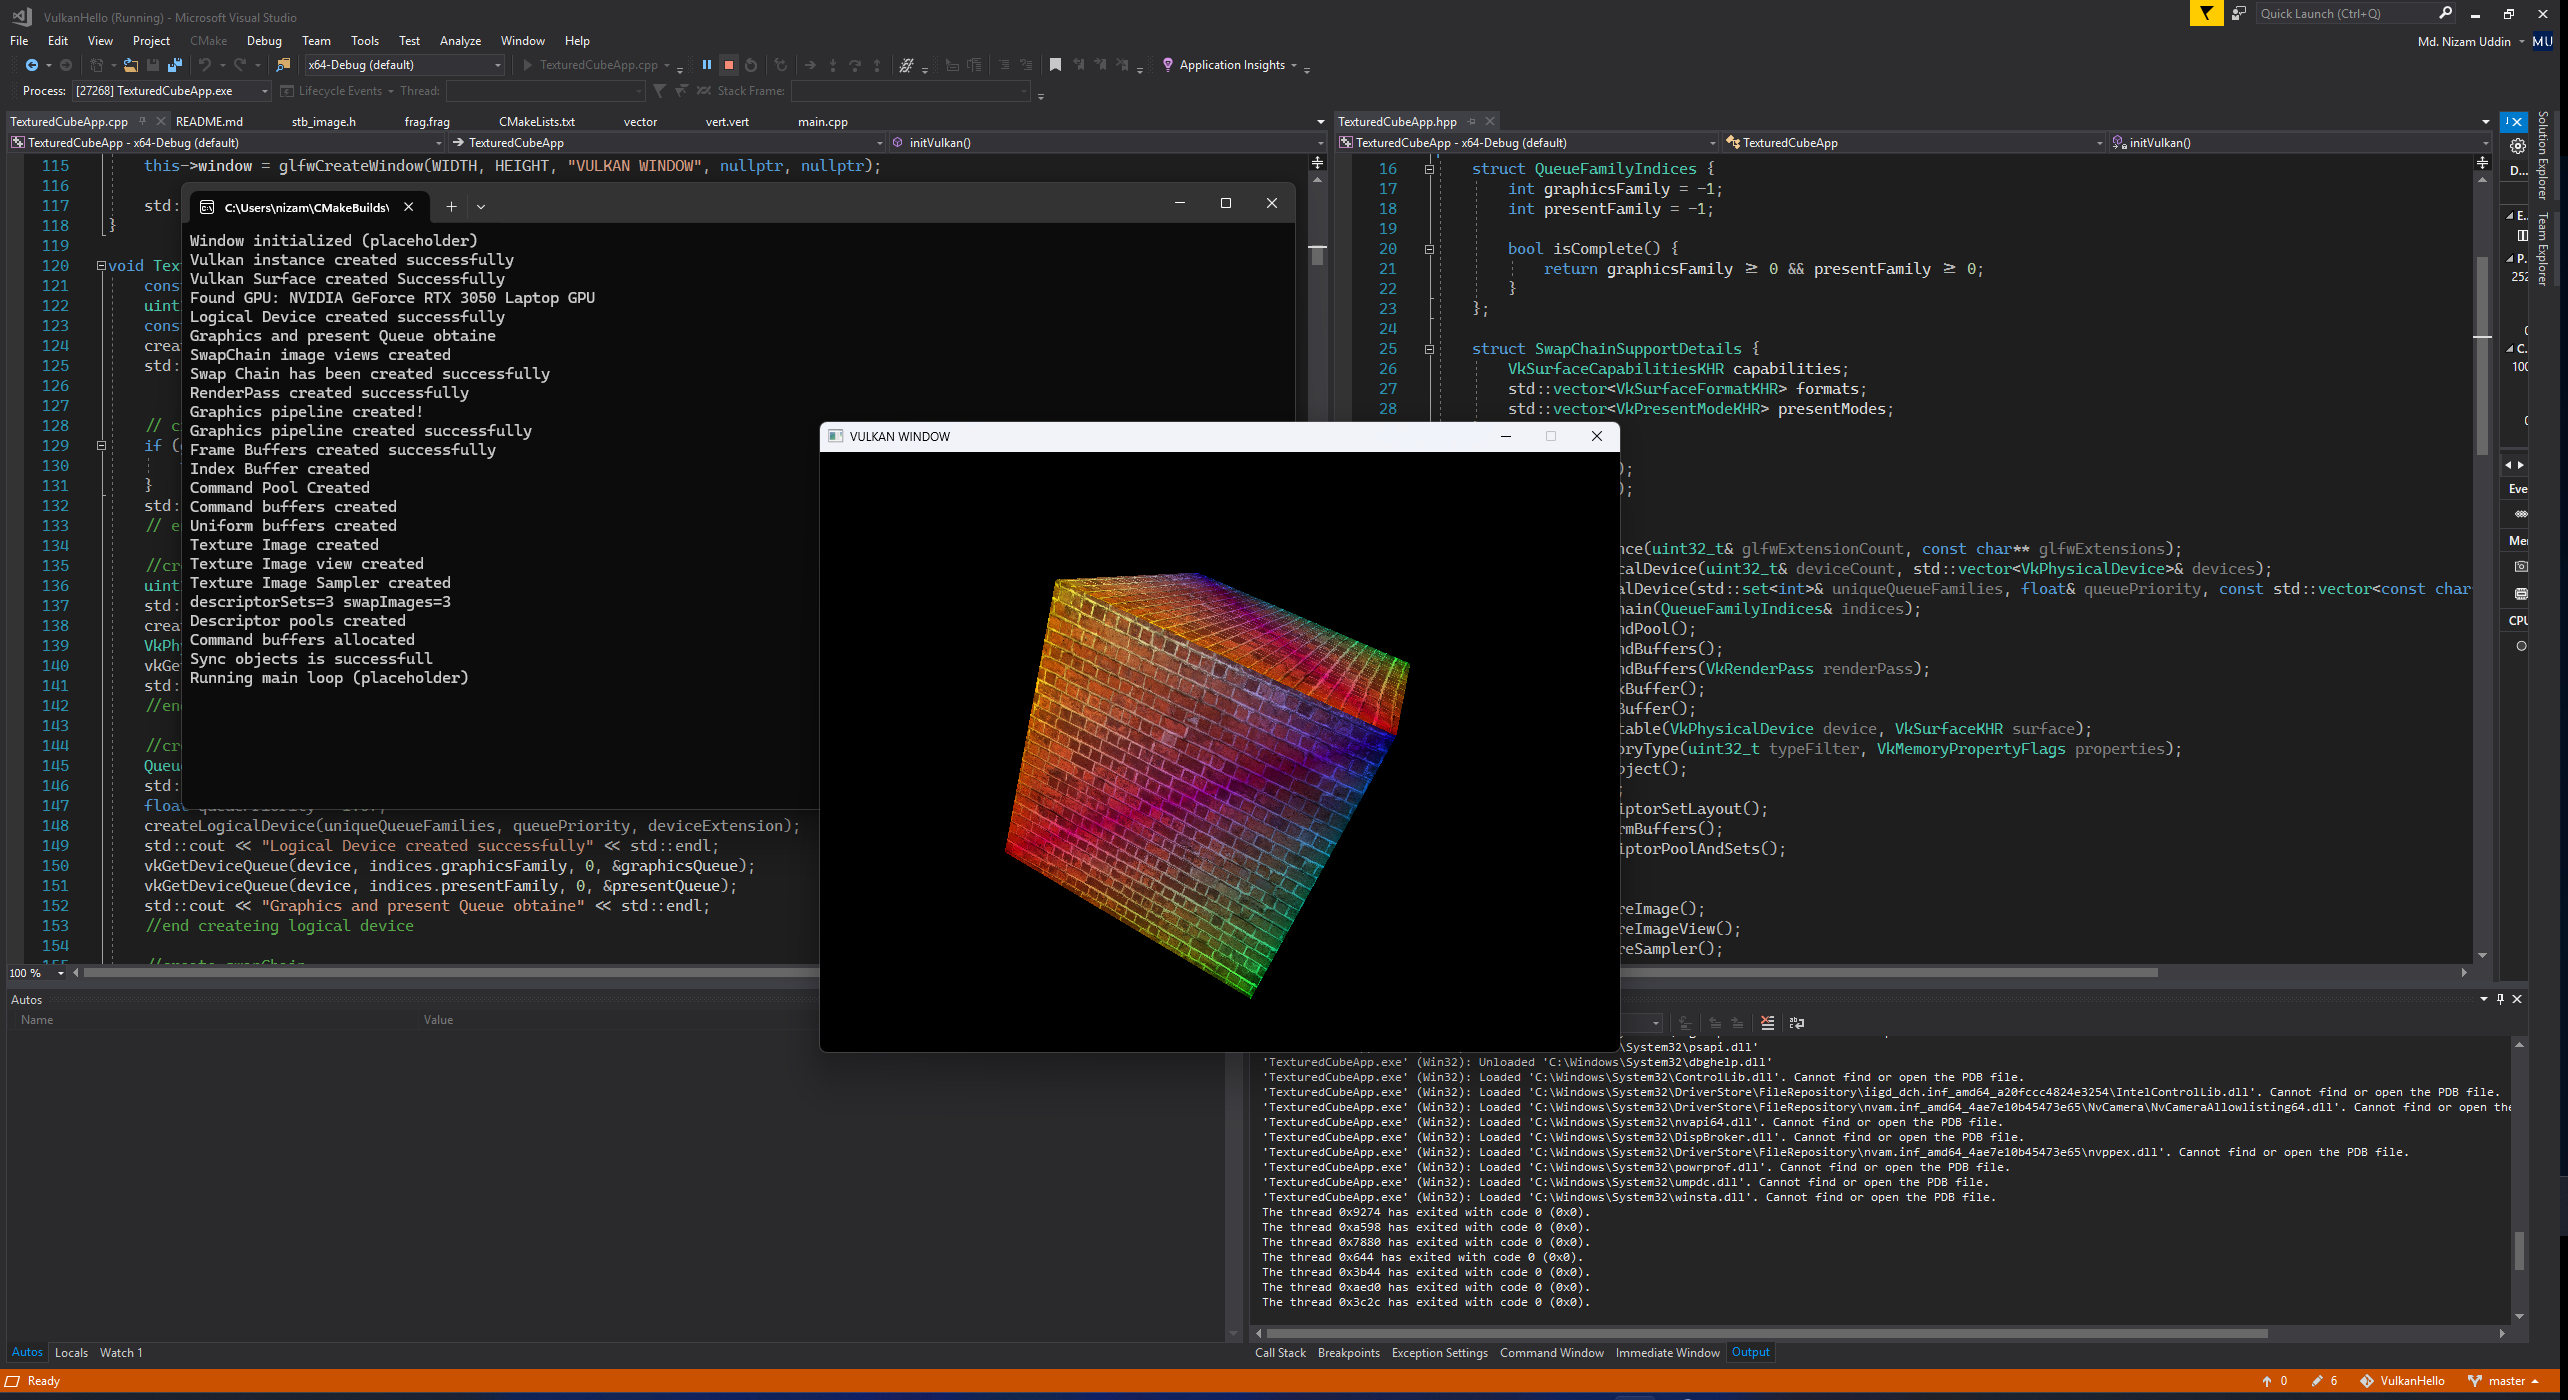 VulkanHello (Running) - Microsoft Visual Studio
Quick Launch (Ctrl+Q)
File Edit View Project CMake Debug Team Tools Test Analyze Window Help
Md. Nizam Uddin MU
x64-Debug (default) TexturedCubeApp.cpp Application Insights
Process: [27268] TexturedCubeApp.exe Lifecycle Events Thread: Stack Frame:
TexturedCubeApp.cpp README.md stb_image.h frag.frag CMakeLists.txt vector vert.vert main.cpp
TexturedCubeApp - x64-Debug (default) TexturedCubeApp initVulkan()
115 this->window = glfwCreateWindow(WIDTH, HEIGHT, "VULKAN WINDOW", nullptr, nullptr);
116
117 std:
118 }
119
120 void Tex
121 cons
122 uint
123 cons
124 crea
125 std:
126
127
128 // c
129 if (
130
131 }
132 std:
133 // e
134
135 //cr
136 uint
137 std:
138 crea
139 VkPh
140 vkGe
141 std:
142 //en
143
144 //cr
145 Queu
146 std:
147 float queuePriority
148 createLogicalDevice(uniqueQueueFamilies, queuePriority, deviceExtension);
149 std::cout << "Logical Device created successfully" << std::endl;
150 vkGetDeviceQueue(device, indices.graphicsFamily, 0, &graphicsQueue);
151 vkGetDeviceQueue(device, indices.presentFamily, 0, &presentQueue);
152 std::cout << "Graphics and present Queue obtaine" << std::endl;
153 //end createing logical device
154
155 //create swapChain
100 %
C:\Users\nizam\CMakeBuilds\
Window initialized (placeholder)
Vulkan instance created successfully
Vulkan Surface created Successfully
Found GPU: NVIDIA GeForce RTX 3050 Laptop GPU
Logical Device created successfully
Graphics and present Queue obtaine
SwapChain image views created
Swap Chain has been created successfully
RenderPass created successfully
Graphics pipeline created!
Graphics pipeline created successfully
Frame Buffers created successfully
Index Buffer created
Command Pool Created
Command buffers created
Uniform buffers created
Texture Image created
Texture Image view created
Texture Image Sampler created
descriptorSets=3 swapImages=3
Descriptor pools created
Command buffers allocated
Sync objects is successfull
Running main loop (placeholder)
VULKAN WINDOW
TexturedCubeApp.hpp
TexturedCubeApp - x64-Debug (default) TexturedCubeApp initVulkan()
16 struct QueueFamilyIndices {
17 int graphicsFamily = -1;
18 int presentFamily = -1;
19
20 bool isComplete() {
21 return graphicsFamily >= 0 && presentFamily >= 0;
22 }
23 };
24
25 struct SwapChainSupportDetails {
26 VkSurfaceCapabilitiesKHR capabilities;
27 std::vector<VkSurfaceFormatKHR> formats;
28 std::vector<VkPresentModeKHR> presentModes;
);
);
nce(uint32_t& glfwExtensionCount, const char** glfwExtensions);
calDevice(uint32_t& deviceCount, std::vector<VkPhysicalDevice>& devices);
alDevice(std::set<int>& uniqueQueueFamilies, float& queuePriority, const std::vector<const char
hain(QueueFamilyIndices& indices);
ndPool();
ndBuffers();
ndBuffers(VkRenderPass renderPass);
xBuffer();
Buffer();
table(VkPhysicalDevice device, VkSurfaceKHR surface);
oryType(uint32_t typeFilter, VkMemoryPropertyFlags properties);
bject();
;
iptorSetLayout();
rmBuffers();
iptorPoolAndSets();
reImage();
reImageView();
reSampler();
D...
E.
P.
252
C.
100
Eve
Me
CPU
Solution Explorer
Team Explorer
Autos
Name Value
System32\psapi.dll'
'TexturedCubeApp.exe' (Win32): Unloaded 'C:\Windows\System32\dbghelp.dll'
'TexturedCubeApp.exe' (Win32): Loaded 'C:\Windows\System32\ControlLib.dll'. Cannot find or open the PDB file.
'TexturedCubeApp.exe' (Win32): Loaded 'C:\Windows\System32\DriverStore\FileRepository\iigd_dch.inf_amd64_a20fccc4824e3254\IntelControlLib.dll'. Cannot find or open the PDB file.
'TexturedCubeApp.exe' (Win32): Loaded 'C:\Windows\System32\DriverStore\FileRepository\nvam.inf_amd64_4ae7e10b45473e65\NvCamera\NvCameraAllowlisting64.dll'. Cannot find or open the
'TexturedCubeApp.exe' (Win32): Loaded 'C:\Windows\System32\nvapi64.dll'. Cannot find or open the PDB file.
'TexturedCubeApp.exe' (Win32): Loaded 'C:\Windows\System32\DispBroker.dll'. Cannot find or open the PDB file.
'TexturedCubeApp.exe' (Win32): Loaded 'C:\Windows\System32\DriverStore\FileRepository\nvam.inf_amd64_4ae7e10b45473e65\nvppex.dll'. Cannot find or open the PDB file.
'TexturedCubeApp.exe' (Win32): Loaded 'C:\Windows\System32\powrprof.dll'. Cannot find or open the PDB file.
'TexturedCubeApp.exe' (Win32): Loaded 'C:\Windows\System32\umpdc.dll'. Cannot find or open the PDB file.
'TexturedCubeApp.exe' (Win32): Loaded 'C:\Windows\System32\winsta.dll'. Cannot find or open the PDB file.
The thread 0x9274 has exited with code 0 (0x0).
The thread 0xa598 has exited with code 0 (0x0).
The thread 0x7880 has exited with code 0 (0x0).
The thread 0x644 has exited with code 0 (0x0).
The thread 0x3b44 has exited with code 0 (0x0).
The thread 0xaed0 has exited with code 0 (0x0).
The thread 0x3c2c has exited with code 0 (0x0).
Autos Locals Watch 1
Call Stack Breakpoints Exception Settings Command Window Immediate Window Output
Ready
0 6 VulkanHello master